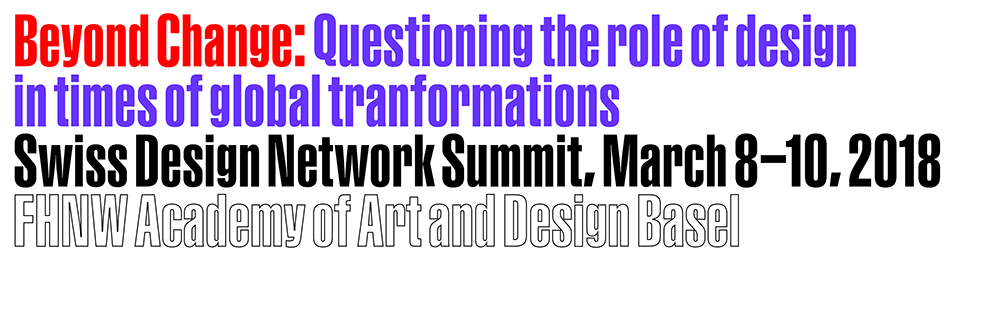 Beyond Change: Questioning the role of design
in times of global tranformations
Swiss Design Network Summit, March 8–10, 2018
FHNW Academy of Art and Design Basel